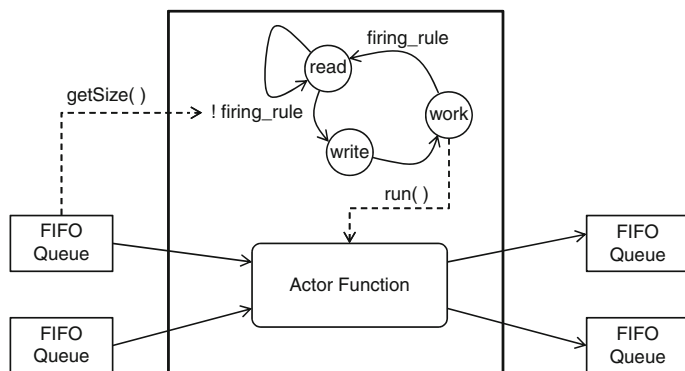 firing_rule
read
getSize( )
! firing_rule
work
write
run( )
FIFO
Queue
FIFO
Queue
Actor Function
FIFO
Queue
FIFO
Queue